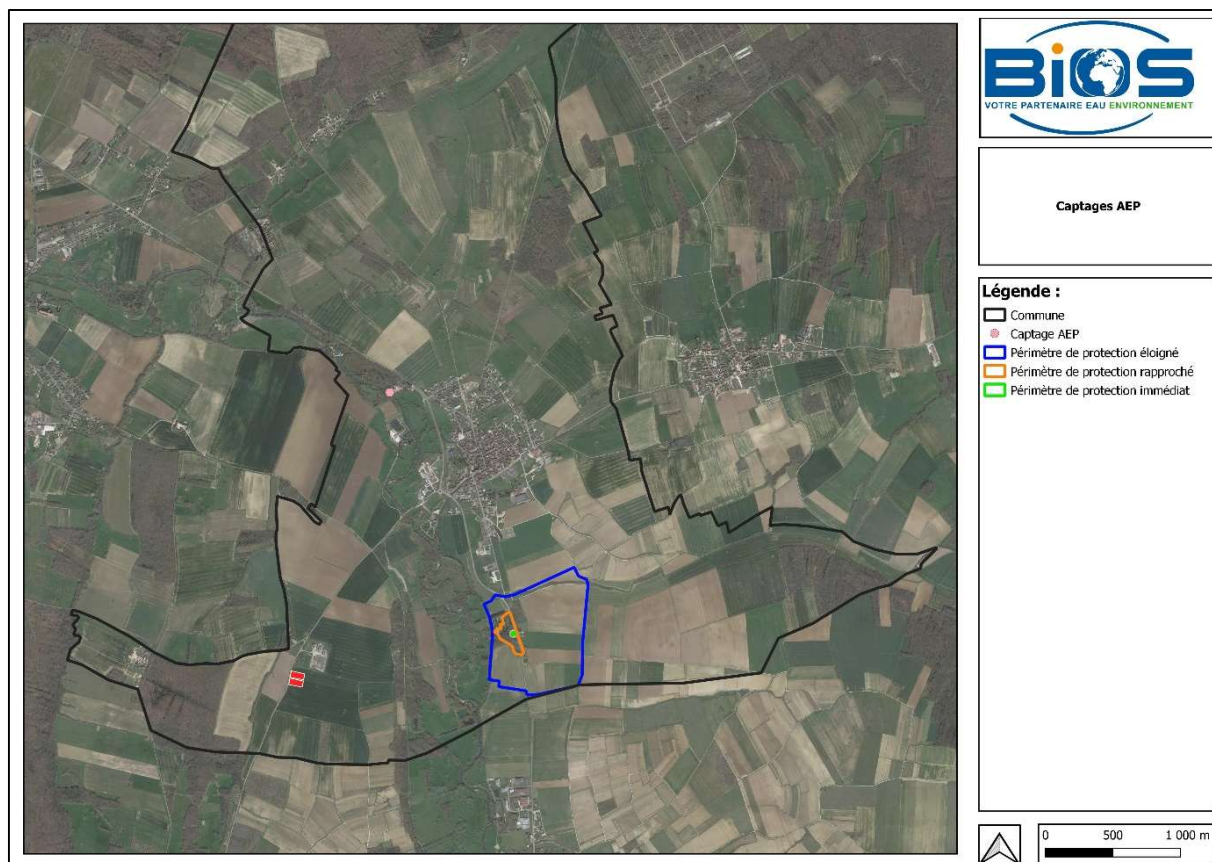 BiOS
VOTRE PARTENAIRE EAU ENVIRONNEMENT
Captages AEP
Légende :
Commune
Captage AEP
Périmètre de protection éloigné
Périmètre de protection rapproché
Périmètre de protection immédiat
0 500 1 000 m